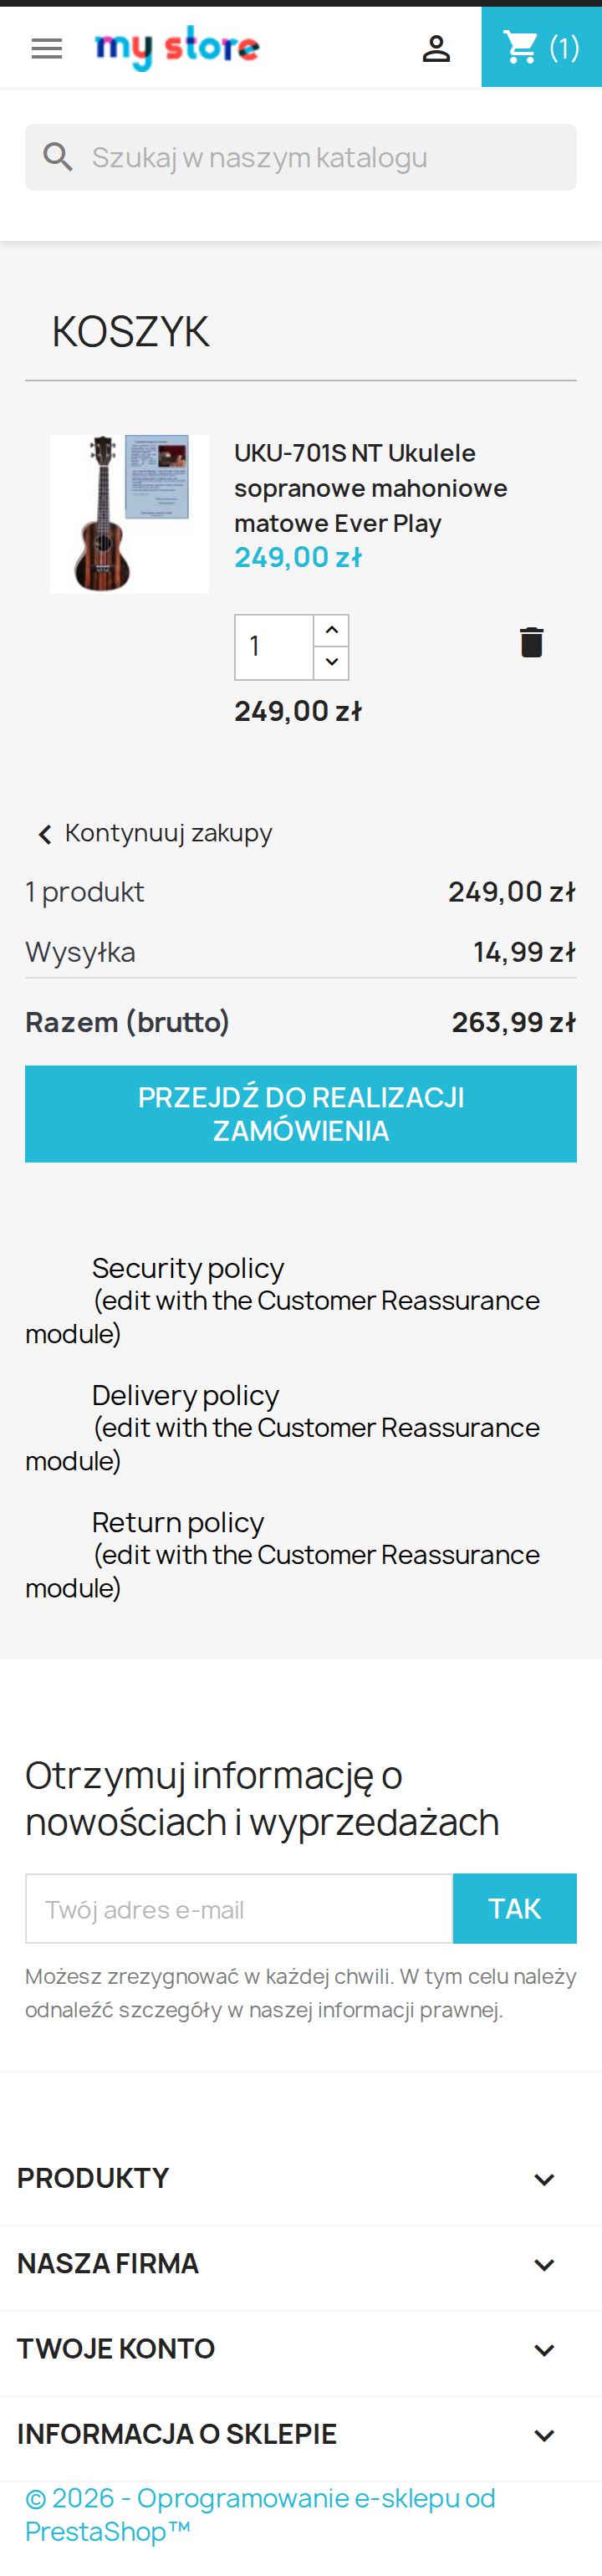 my store
(1)
Szukaj w naszym katalogu
KOSZYK
UKU-701S NT Ukulele
sopranowe mahoniowe
matowe Ever Play
249,00 zł
1
249,00 zł
Kontynuuj zakupy
1 produkt 249,00 zł
Wysyłka 14,99 zł
Razem (brutto) 263,99 zł
PRZEJDŹ DO REALIZACJI
ZAMÓWIENIA
Security policy
(edit with the Customer Reassurance
module)
Delivery policy
(edit with the Customer Reassurance
module)
Return policy
(edit with the Customer Reassurance
module)
Otrzymuj informację o
nowościach i wyprzedażach
Twój adres e-mail TAK
Możesz zrezygnować w każdej chwili. W tym celu należy
odnaleźć szczegóły w naszej informacji prawnej.
PRODUKTY
NASZA FIRMA
TWOJE KONTO
INFORMACJA O SKLEPIE
© 2026 - Oprogramowanie e-sklepu od
PrestaShop™